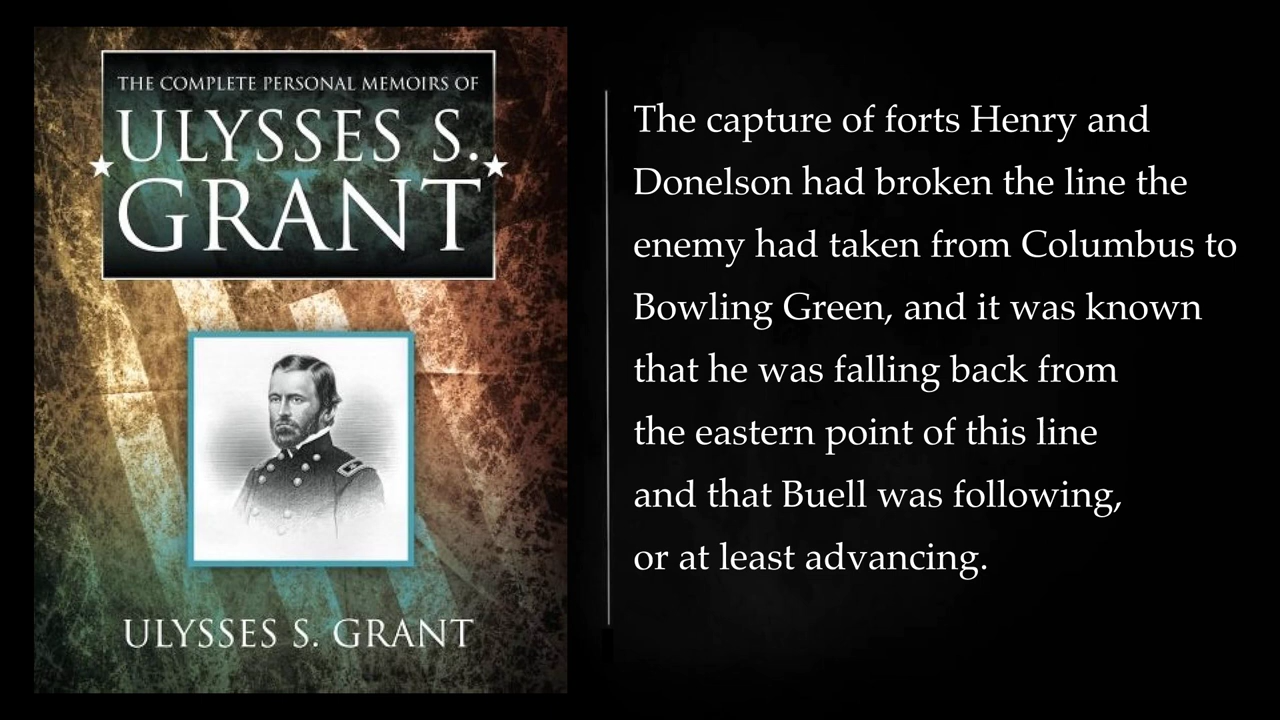 THE COMPLETE PERSONAL MEMOIRS OF
ULYSSES S.
GRANT
ULYSSES S. GRANT
The capture of forts Henry and
Donelson had broken the line the
enemy had taken from Columbus to
Bowling Green, and it was known
that he was falling back from
the eastern point of this line
and that Buell was following,
or at least advancing.